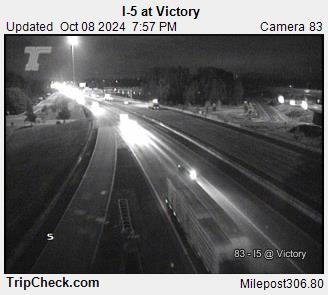 I-5 at Victory
Updated Oct 08 2024 7:57 PM Camera 83
S
83 - I5 @ Victory
TripCheck.com Milepost306.80